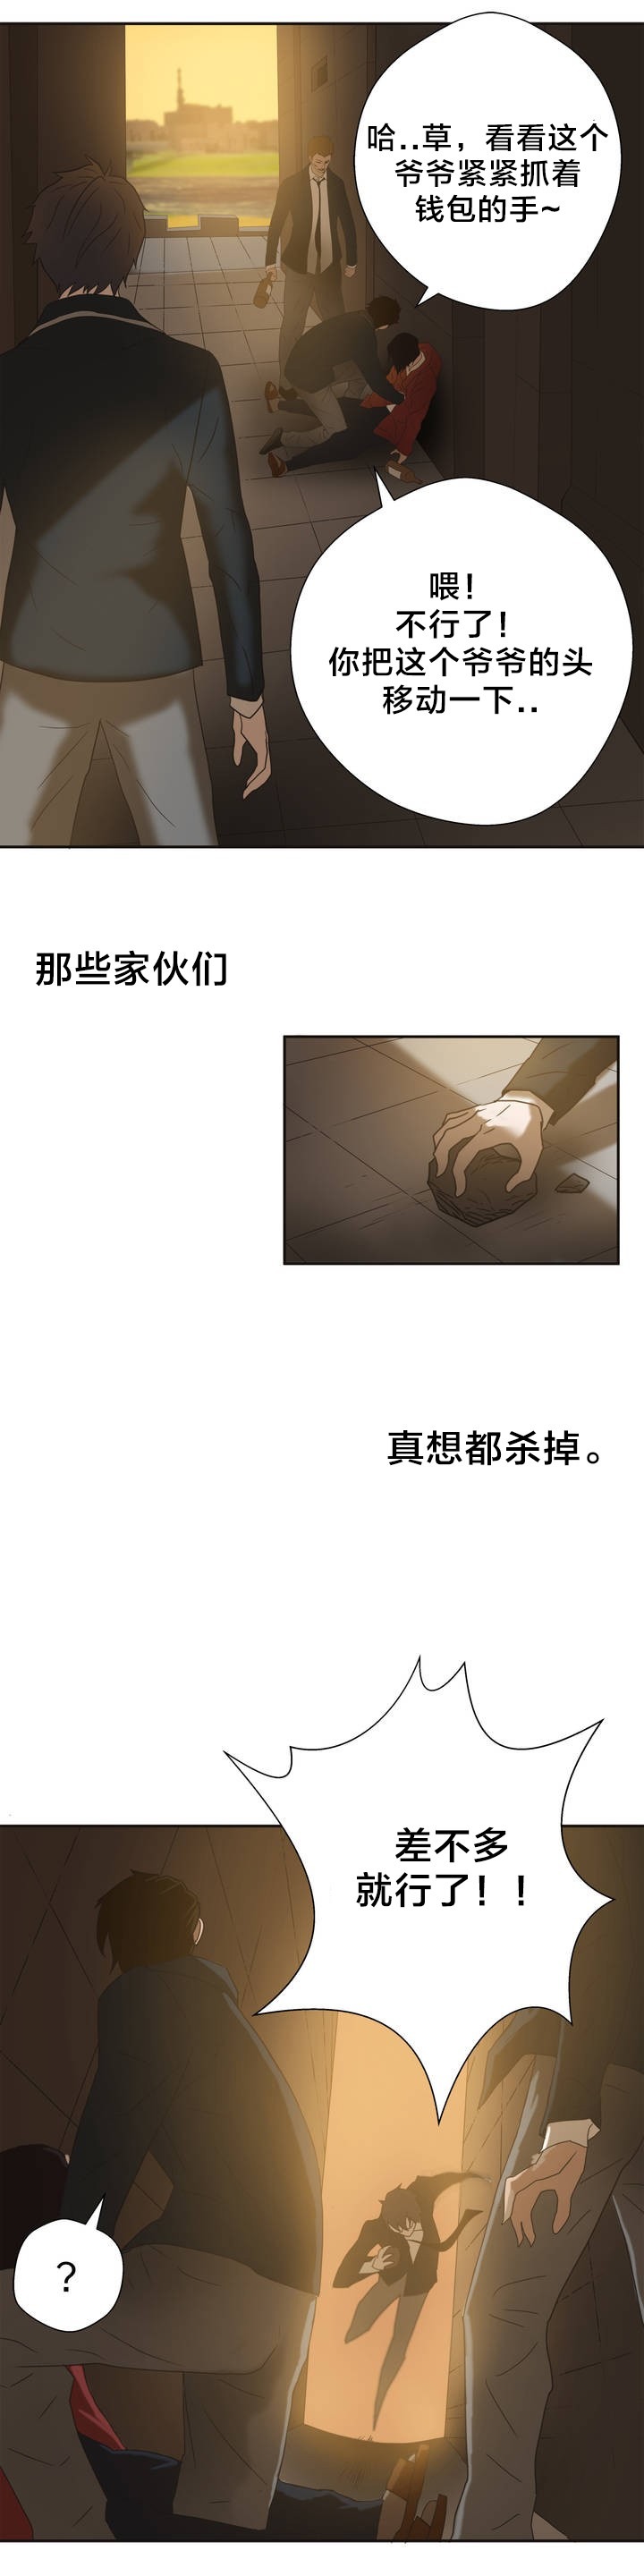 哈..草，看看这个
爷爷紧紧抓着
钱包的手~
喂！
不行了！
你把这个爷爷的头
移动一下..
那些家伙们
真想都杀掉。
差不多
就行了！！
？